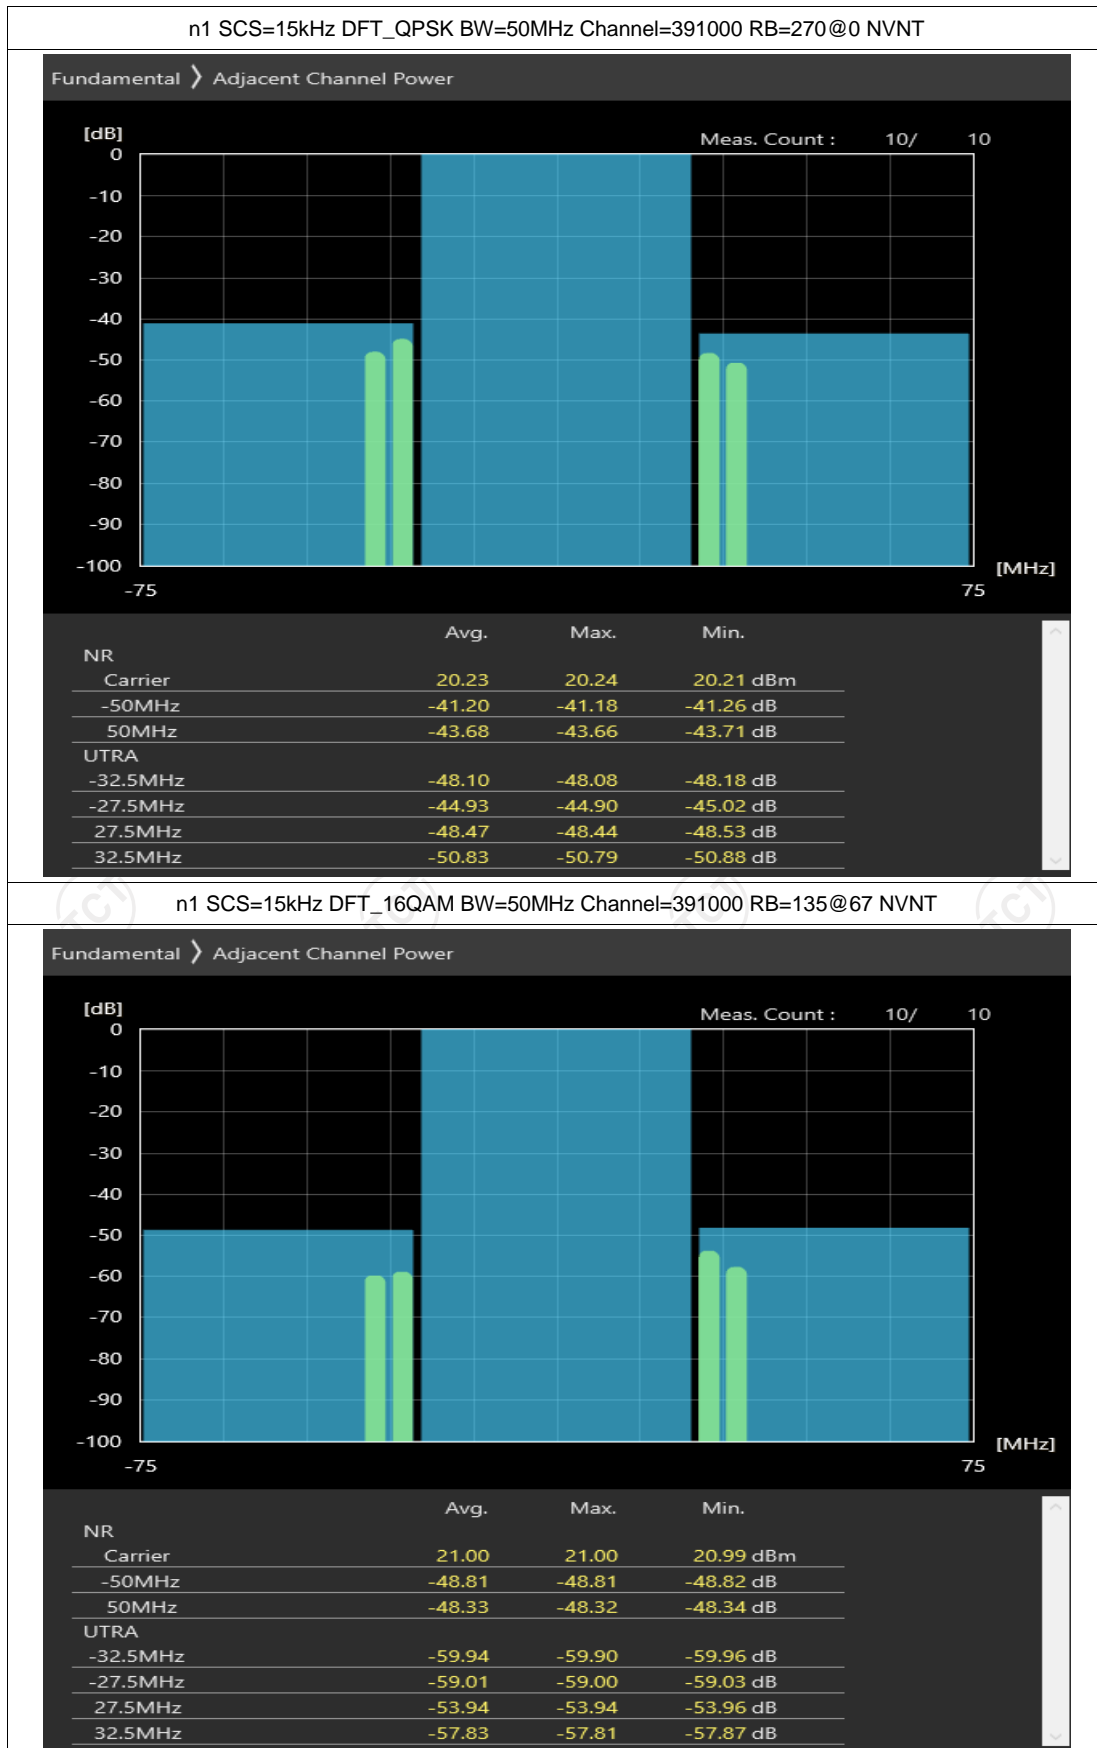 n1 SCS=15kHz DFT_QPSK BW=50MHz Channel=391000 RB=270@0 NVNT
Fundamental > Adjacent Channel Power
[dB]
Meas. Count : 10/ 10
0
-10
-20
-30
-40
-50
-60
-70
-80
-90
-100
[MHz]
-75 75
Avg. Max. Min.
NR
Carrier 20.23 20.24 20.21 dBm
-50MHz -41.20 -41.18 -41.26 dB
50MHz -43.68 -43.66 -43.71 dB
UTRA
-32.5MHz -48.10 -48.08 -48.18 dB
-27.5MHz -44.93 -44.90 -45.02 dB
27.5MHz -48.47 -48.44 -48.53 dB
32.5MHz -50.83 -50.79 -50.88 dB
TCT TCT TCT TCT
n1 SCS=15kHz DFT_16QAM BW=50MHz Channel=391000 RB=135@67 NVNT
Fundamental > Adjacent Channel Power
[dB]
Meas. Count : 10/ 10
0
-10
-20
-30
-40
-50
-60
-70
-80
-90
-100
[MHz]
-75 75
Avg. Max. Min.
NR
Carrier 21.00 21.00 20.99 dBm
-50MHz -48.81 -48.81 -48.82 dB
50MHz -48.33 -48.32 -48.34 dB
UTRA
-32.5MHz -59.94 -59.90 -59.96 dB
-27.5MHz -59.01 -59.00 -59.03 dB
27.5MHz -53.94 -53.94 -53.96 dB
32.5MHz -57.83 -57.81 -57.87 dB